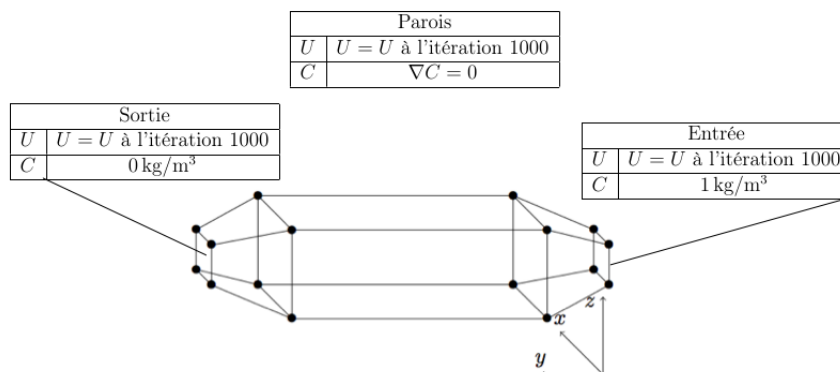 Parois
U U = U à l'itération 1000
C ∇C = 0
Sortie
U U = U à l'itération 1000
C 0 kg/m³
Entrée
U U = U à l'itération 1000
C 1 kg/m³
z
x
y